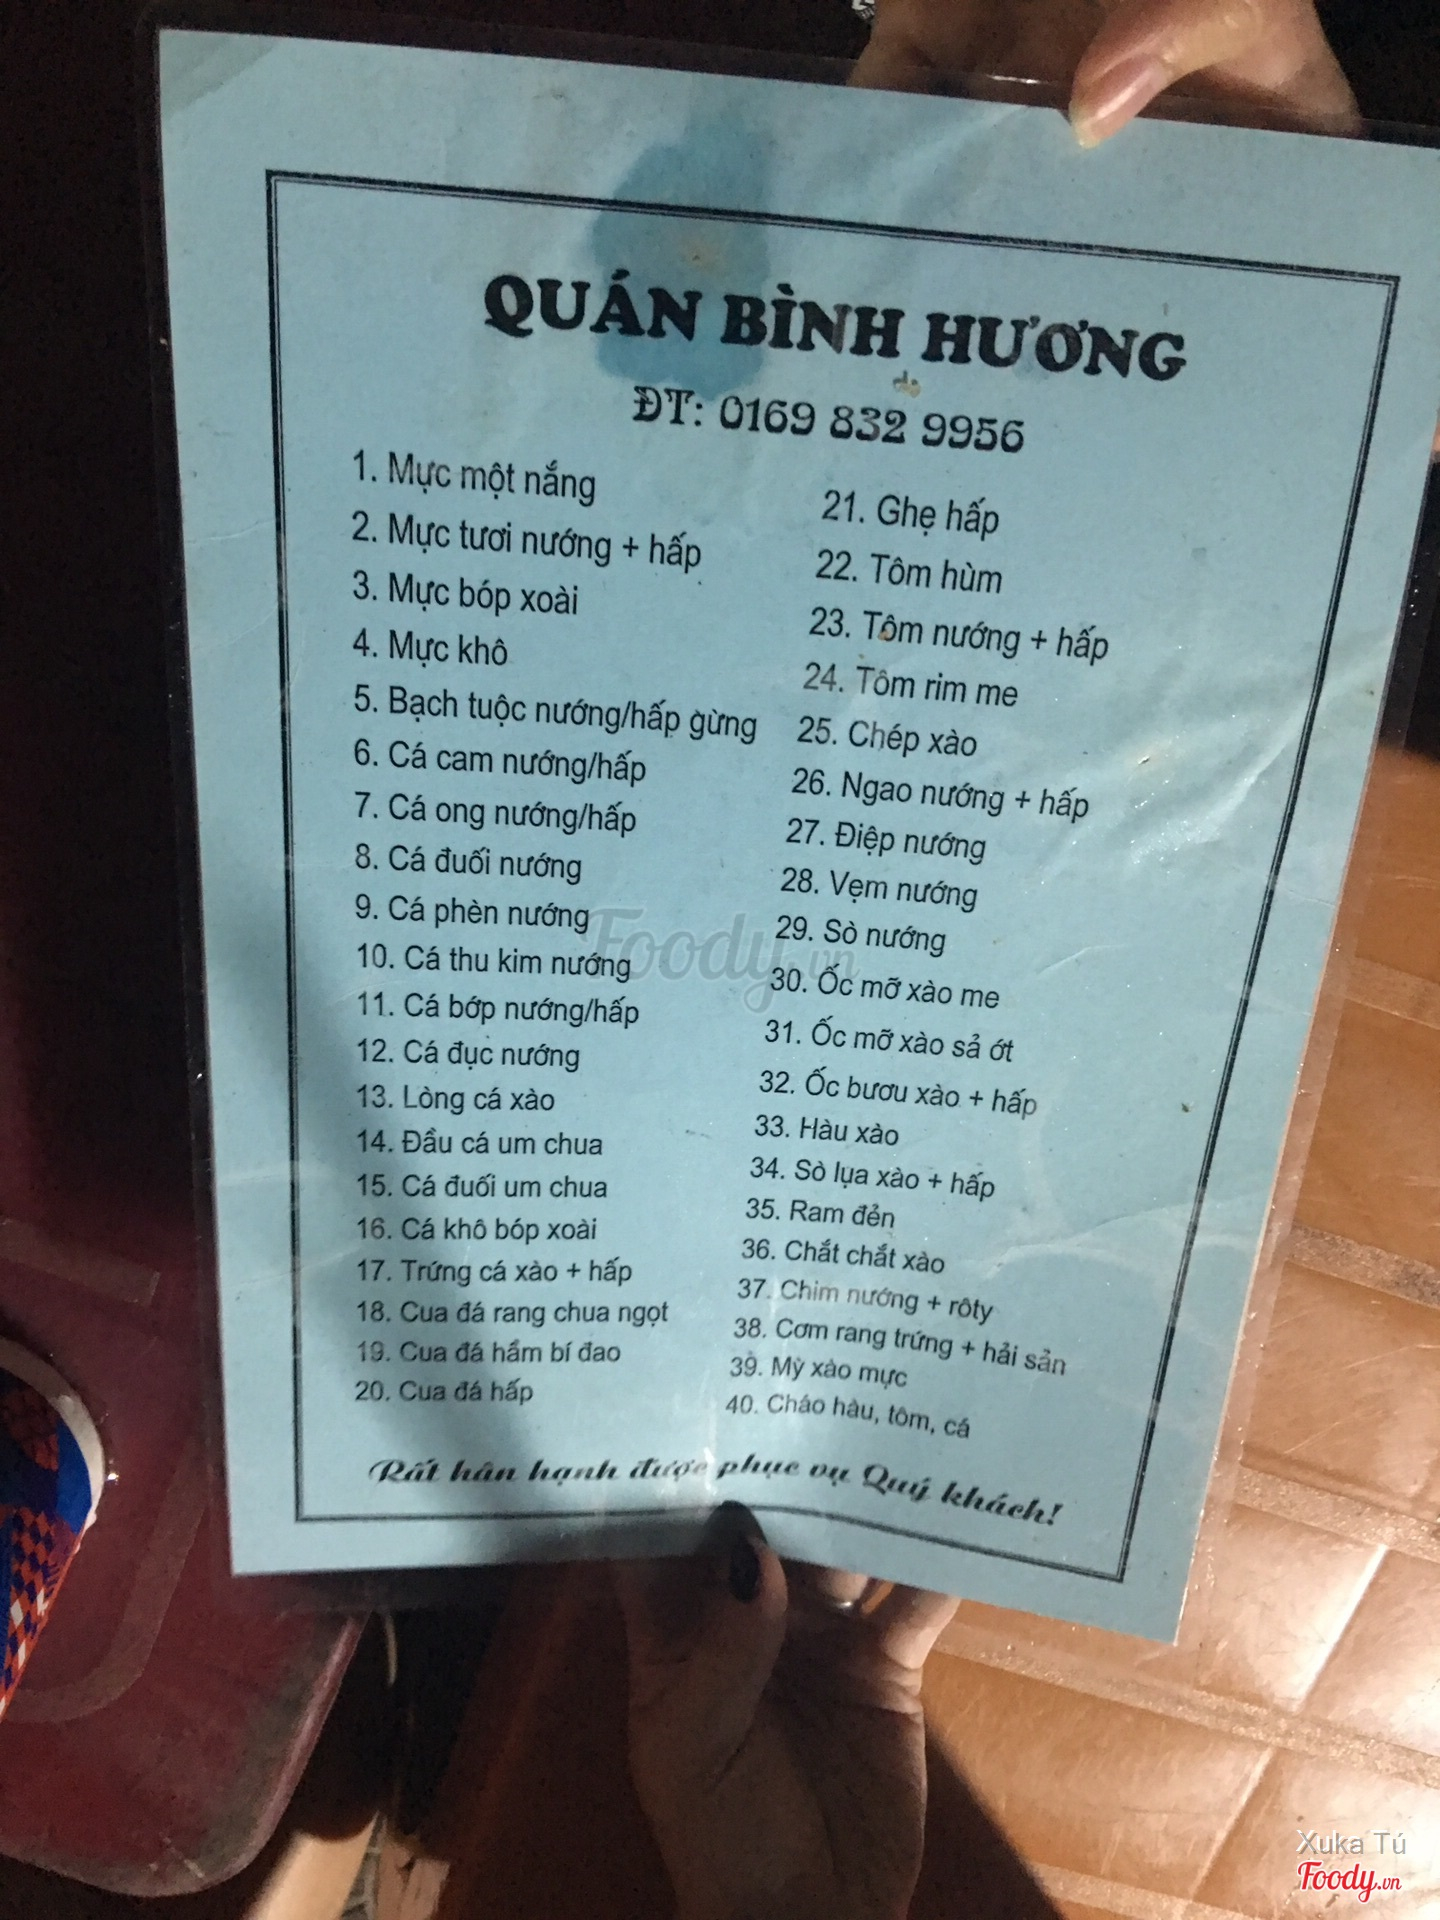 QUÁN BÌNH HƯƠNG
ĐT: 0169 832 9956
1. Mực một nắng
2. Mực tươi nướng + hấp
3. Mực bóp xoài
4. Mực khô
5. Bạch tuộc nướng/hấp gừng
6. Cá cam nướng/hấp
7. Cá ong nướng/hấp
8. Cá đuối nướng
9. Cá phèn nướng
10. Cá thu kim nướng
11. Cá bớp nướng/hấp
12. Cá đục nướng
13. Lòng cá xào
14. Đầu cá um chua
15. Cá đuối um chua
16. Cá khô bóp xoài
17. Trứng cá xào + hấp
18. Cua đá rang chua ngọt
19. Cua đá hầm bí đao
20. Cua đá hấp
21. Ghẹ hấp
22. Tôm hùm
23. Tôm nướng + hấp
24. Tôm rim me
25. Chép xào
26. Ngao nướng + hấp
27. Điệp nướng
28. Vẹm nướng
29. Sò nướng
30. Ốc mỡ xào me
31. Ốc mỡ xào sả ớt
32. Ốc bươu xào + hấp
33. Hàu xào
34. Sò lụa xào + hấp
35. Ram đẻn
36. Chắt chắt xào
37. Chim nướng + rôty
38. Cơm rang trứng + hải sản
39. Mỳ xào mực
40. Cháo hàu, tôm, cá
Rất hân hạnh được phục vụ Quý khách!
Foody.vn
Xuka Tú
Foody.vn